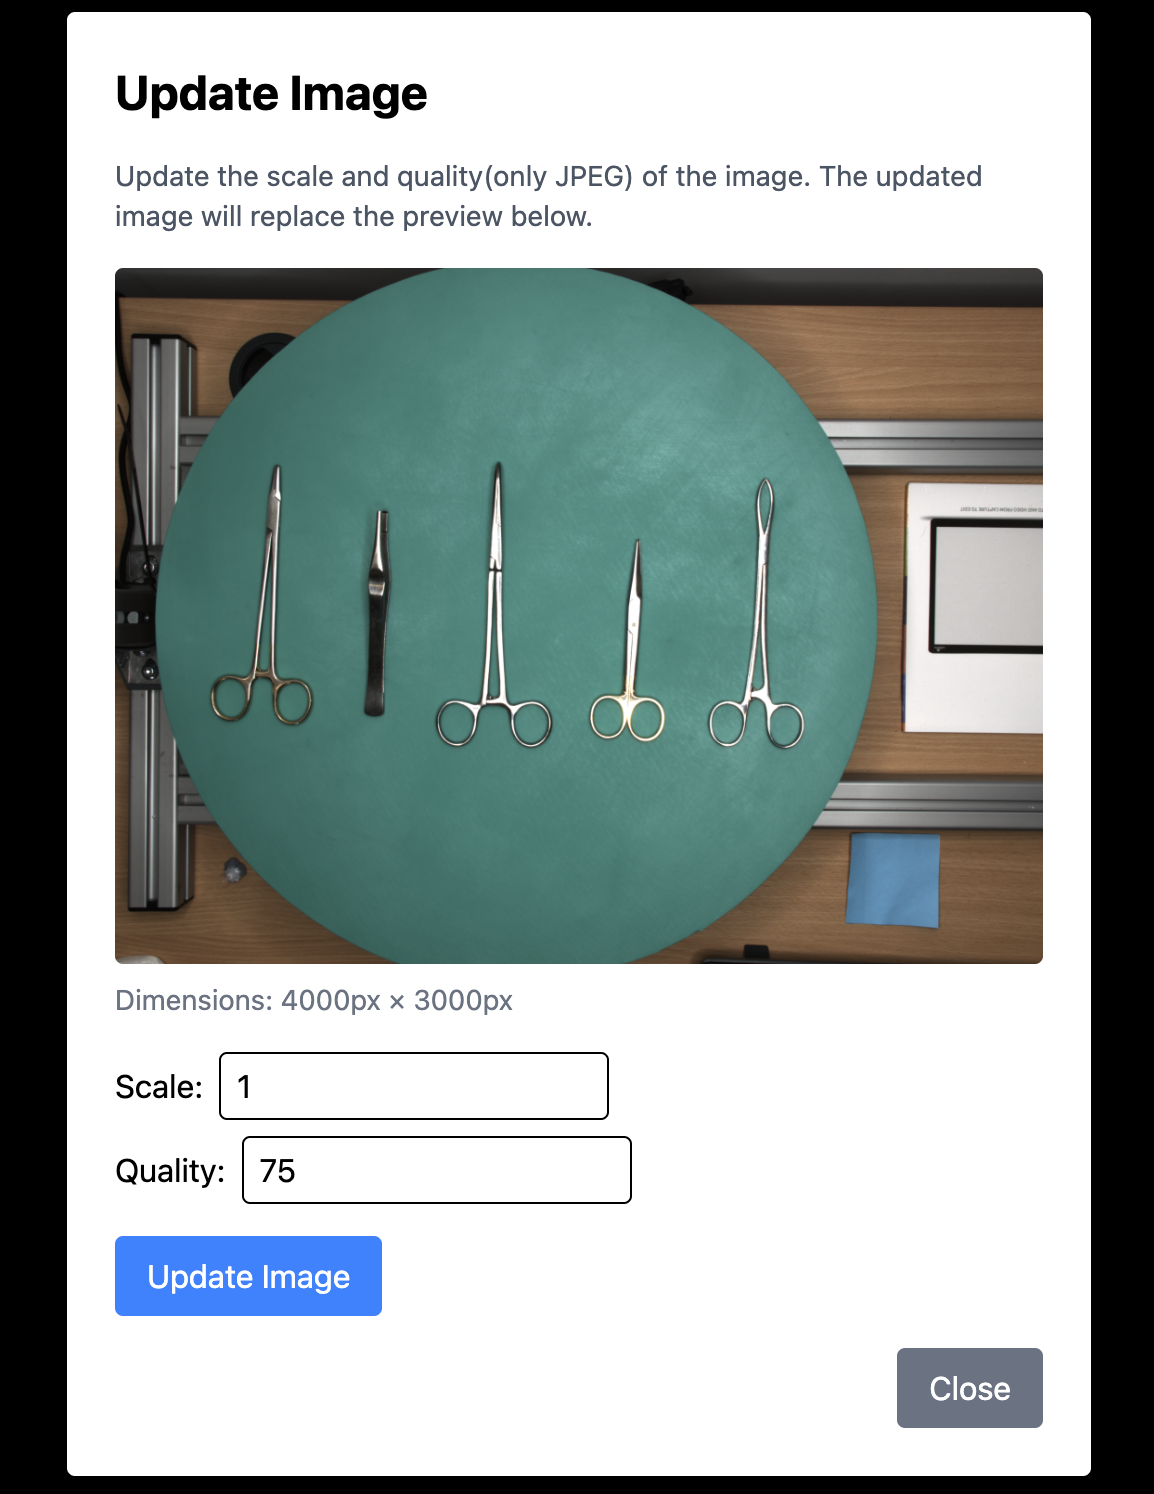 Update Image
Update the scale and quality(only JPEG) of the image. The updated
image will replace the preview below.
Dimensions: 4000px × 3000px
Scale:
1
Quality:
75
Update Image
Close